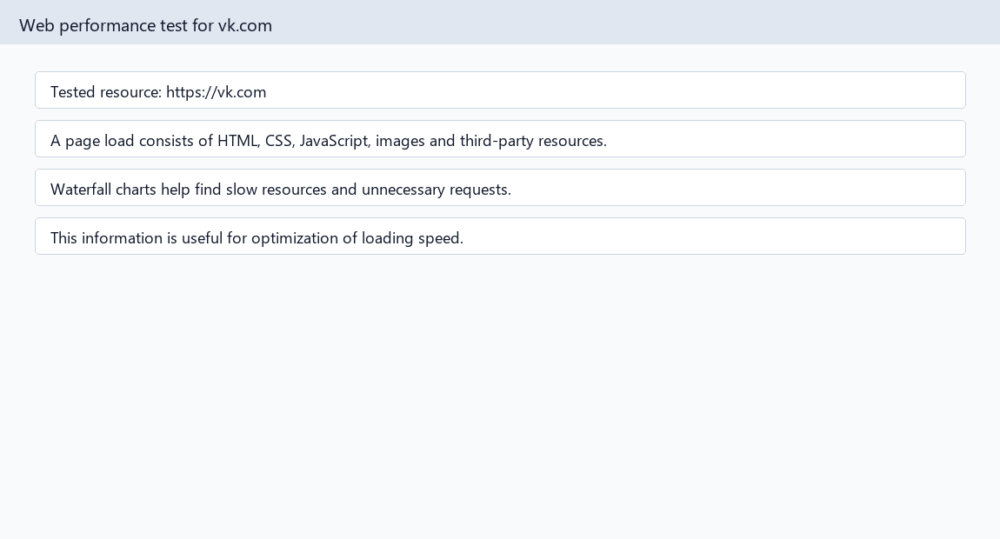 Web performance test for vk.com
Tested resource: https://vk.com
A page load consists of HTML, CSS, JavaScript, images and third-party resources.
Waterfall charts help find slow resources and unnecessary requests.
This information is useful for optimization of loading speed.